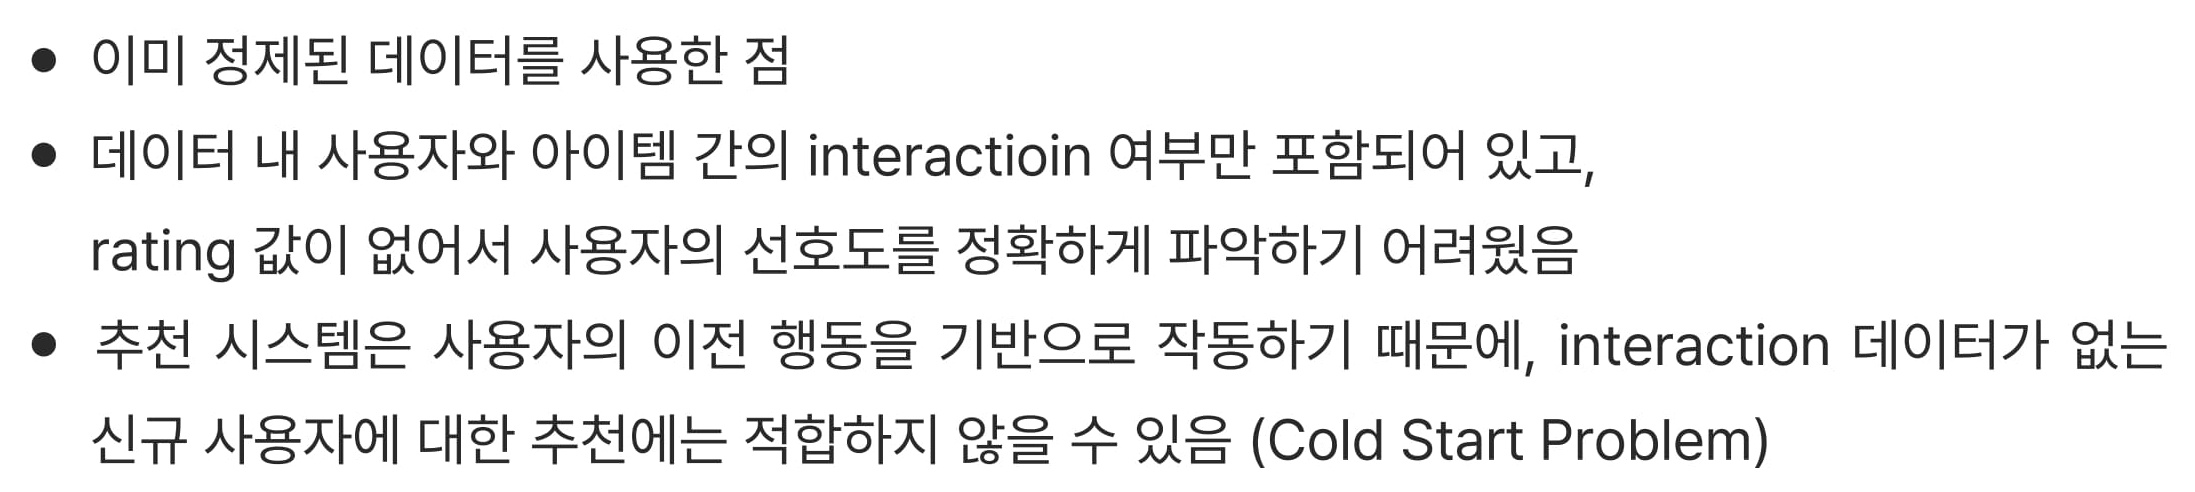 ● 이미 정제된 데이터를 사용한 점
● 데이터 내 사용자와 아이템 간의 interactioin 여부만 포함되어 있고,
rating 값이 없어서 사용자의 선호도를 정확하게 파악하기 어려웠음
● 추천 시스템은 사용자의 이전 행동을 기반으로 작동하기 때문에, interaction 데이터가 없는
신규 사용자에 대한 추천에는 적합하지 않을 수 있음 (Cold Start Problem)